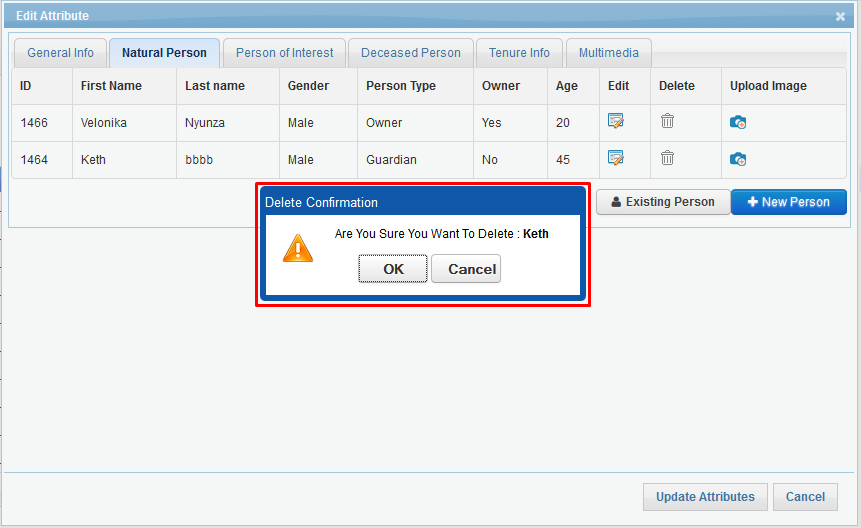 Edit Attribute
General Info Natural Person Person of Interest Deceased Person Tenure Info Multimedia
ID First Name Last name Gender Person Type Owner Age Edit Delete Upload Image
1466 Velonika Nyunza Male Owner Yes 20
1464 Keth bbbb Male Guardian No 45
Existing Person New Person
Delete Confirmation
Are You Sure You Want To Delete : Keth
OK Cancel
Update Attributes Cancel